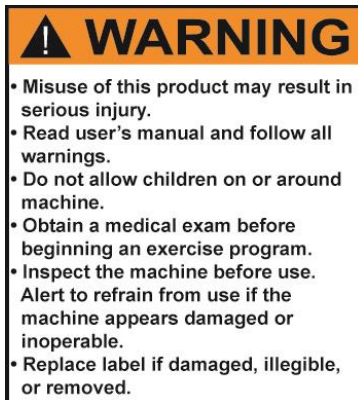 WARNING
• Misuse of this product may result in
serious injury.
• Read user's manual and follow all
warnings.
• Do not allow children on or around
machine.
• Obtain a medical exam before
beginning an exercise program.
• Inspect the machine before use.
Alert to refrain from use if the
machine appears damaged or
inoperable.
• Replace label if damaged, illegible,
or removed.